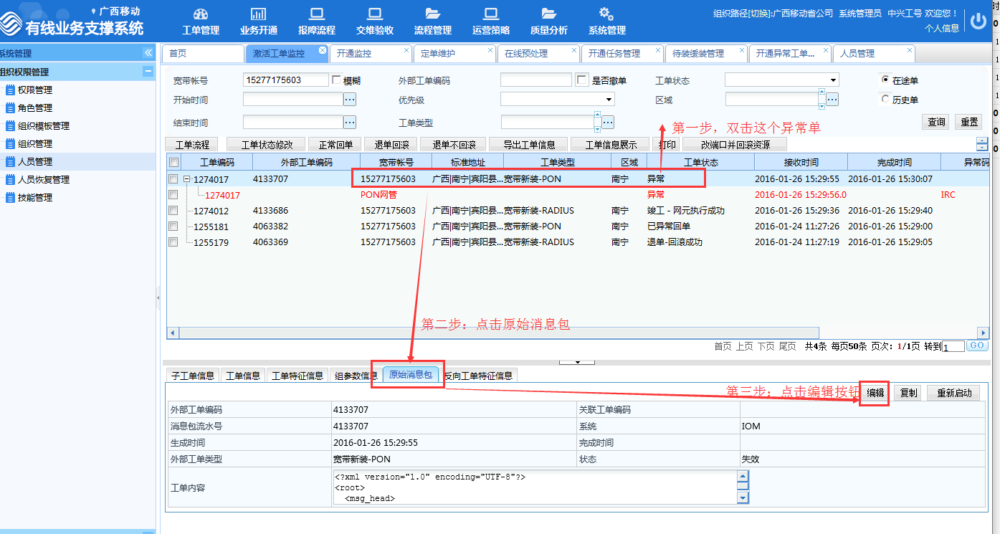 广西移动
有线业务支撑系统
工单管理 业务开通 报障流程 交维验收 流程管理 运营策略 质量分析 系统管理
组织路径[切换]:广西移动省公司 系统管理员 中兴工号 欢迎您！
个人信息
系统管理
组织权限管理
权限管理
角色管理
组织模板管理
组织管理
人员管理
人员恢复管理
技能管理
首页 激活工单监控 开通监控 定单维护 在线预处理 开通任务管理 待装缓装管理 开通异常工单... 人员管理
宽带帐号 15277175603 模糊 外部工单编码 是否撤单 工单状态 在途单
开始时间 优先级 区域 历史单
结束时间 工单类型 查询 重置
第一步，双击这个异常单
工单流程 工单状态修改 正常回单 退单回滚 退单不回滚 导出工单信息 工单信息展示 打印 改端口并回滚资源
工单编码 外部工单编码 宽带帐号 标准地址 工单类型 区域 工单状态 接收时间 完成时间 异常码
1274017 4133707 15277175603 广西|南宁|宾阳县... 宽带新装-PON 南宁 异常 2016-01-26 15:29:55 2016-01-26 15:30:07
1274017 PON网管 异常 2016-01-26 15:29:56.0 IRC
1274012 4133686 15277175603 广西|南宁|宾阳县... 宽带新装-RADIUS 南宁 竣工 - 网元执行成功 2016-01-26 15:29:36 2016-01-26 15:29:40
1255181 4063382 15277175603 广西|南宁|宾阳县... 宽带新装-PON 南宁 已异常回单 2016-01-24 11:27:26 2016-01-26 15:29:00
1255179 4063369 15277175603 广西|南宁|宾阳县... 宽带新装-RADIUS 南宁 退单-回滚成功 2016-01-24 11:27:19 2016-01-26 15:29:05
第二步：点击原始消息包
首页 上页 下页 尾页 共4条 每页50条 页次：1/1页 转到 1 GO
子工单信息 工单信息 工单特征信息 组参数信息 原始消息包 反向工单特征信息
第三步：点击编辑按钮 编辑 复制 重新启动
外部工单编码 4133707 关联工单编码
消息包流水号 4133707 系统 IOM
生成时间 2016-01-26 15:29:55 完成时间
外部工单类型 宽带新装-PON 状态 失效
工单内容
<?xml version="1.0" encoding="UTF-8"?>
<root>
<msg_head>